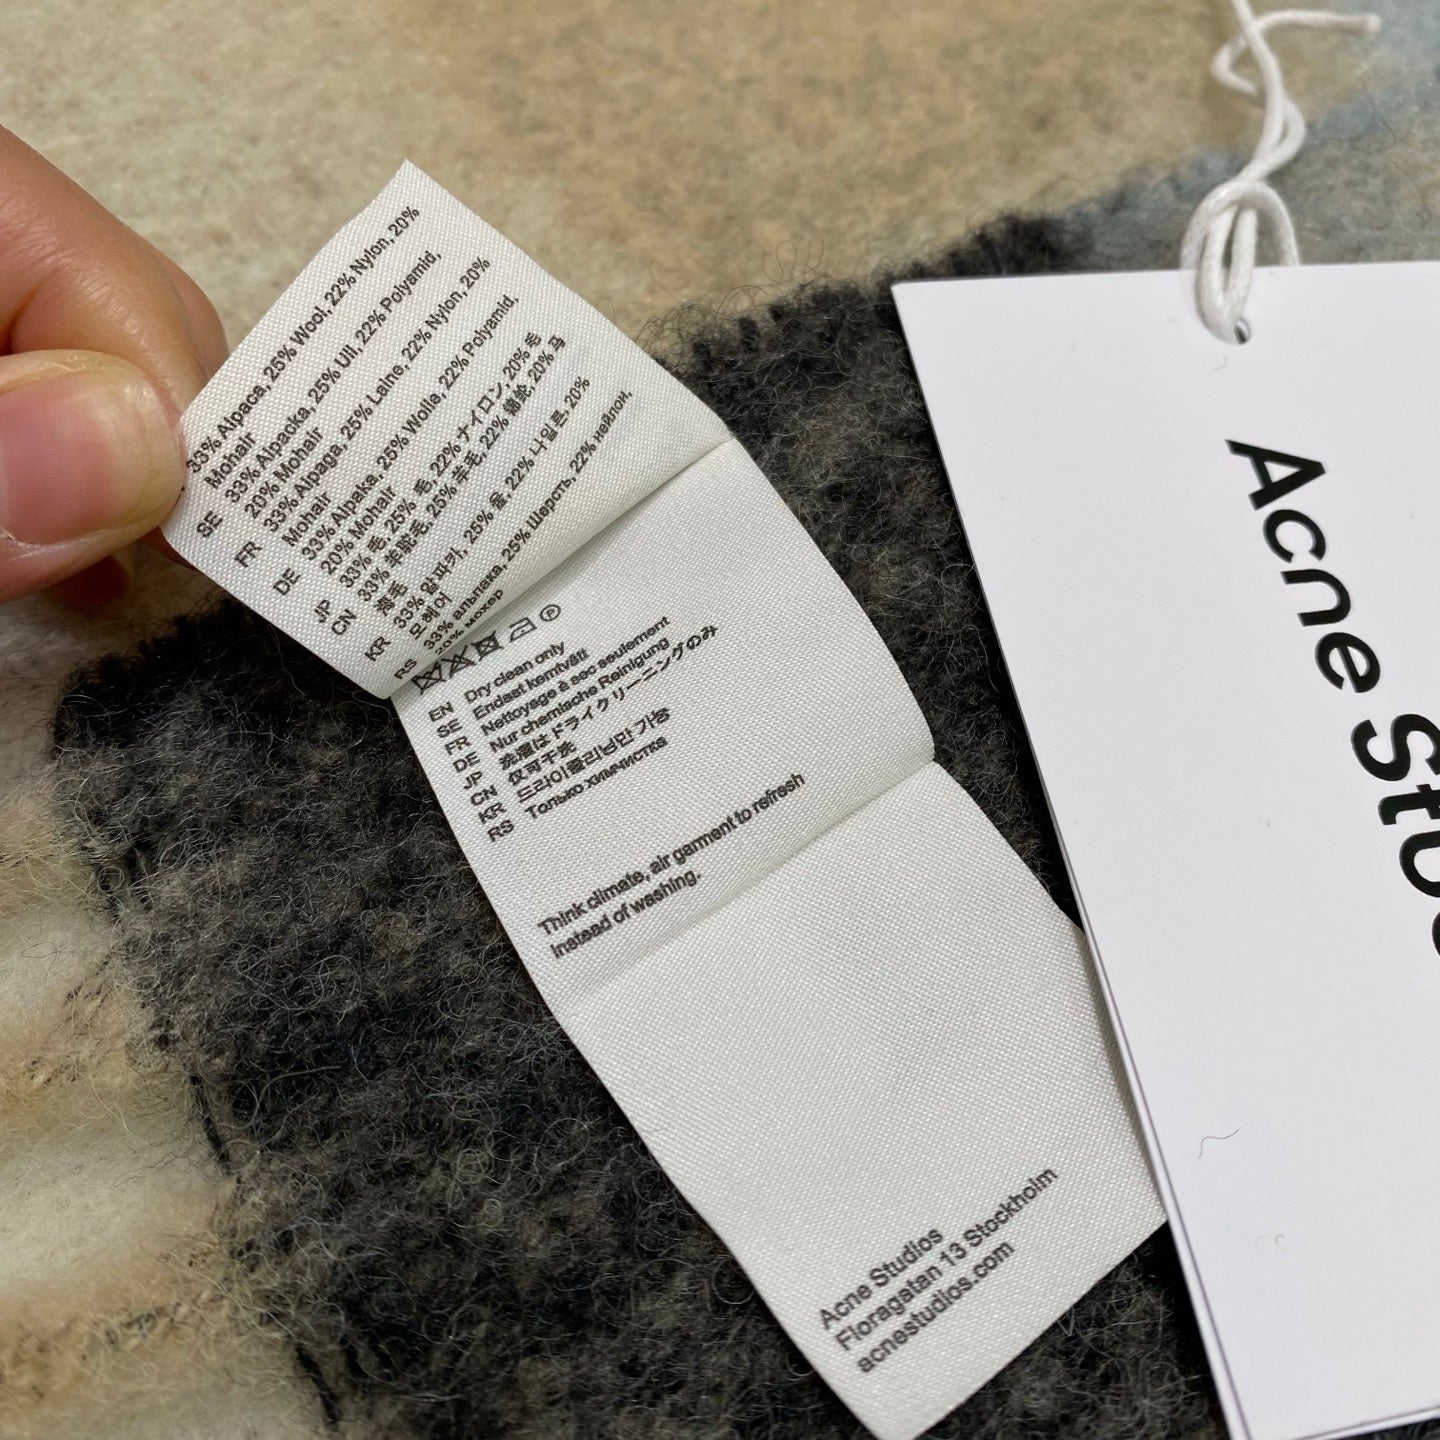 33% Alpaca, 25% Wool, 22% Nylon, 20%
Mohair
SE 33% Alpacka, 25% Ull, 22% Polyamid,
20% Mohair
FR 33% Alpaga, 25% Laine, 22% Nylon, 20%
Mohair
DE 33% Alpaka, 25% Wolle, 22% Polyamid,
20% Mohair
JP 33% 毛, 25% 毛, 22% ナイロン, 20% 毛
CN 33% 羊驼毛, 25% 羊毛, 22% 锦纶, 20% 马
海毛
KR 33% 알파카, 25% 울, 22% 나일론, 20%
모헤어
RS 33% альпака, 25% Шерсть, 22% нейлон,
20% мохер
P
EN Dry clean only
SE Endast kemtvätt
FR Nettoyage à sec seulement
DE Nur chemische Reinigung
JP 洗濯はドライクリーニングのみ
CN 仅可干洗
KR 드라이클리닝만 가능
RS Только химчистка
Think climate, air garment to refresh
instead of washing.
Acne Studios
Floragatan 13 Stockholm
acnestudios.com
Acne Stud